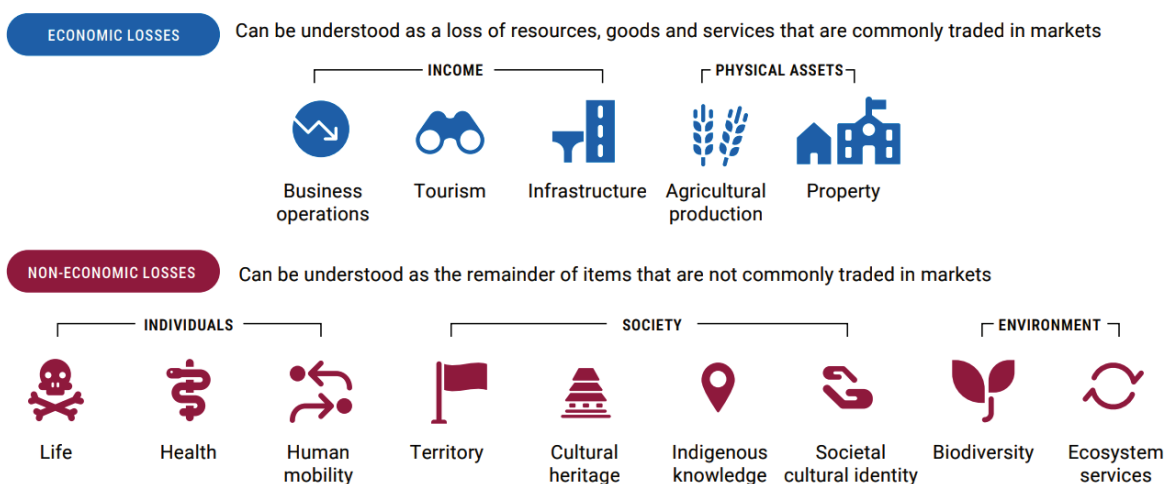 ECONOMIC LOSSES
Can be understood as a loss of resources, goods and services that are commonly traded in markets
INCOME
PHYSICAL ASSETS
Business
operations
Tourism
Infrastructure
Agricultural
production
Property
NON-ECONOMIC LOSSES
Can be understood as the remainder of items that are not commonly traded in markets
INDIVIDUALS
SOCIETY
ENVIRONMENT
Life
Health
Human
mobility
Territory
Cultural
heritage
Indigenous
knowledge
Societal
cultural identity
Biodiversity
Ecosystem
services